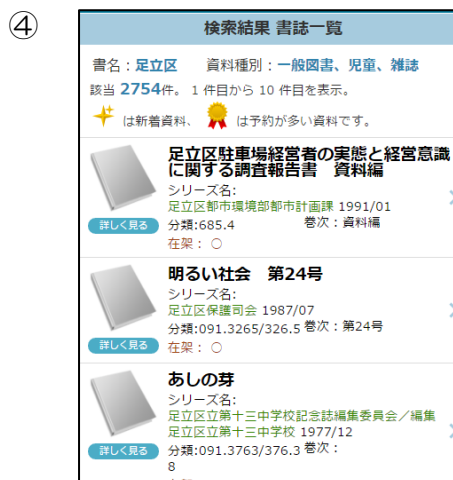 ④
検索結果 書誌一覧
書名：足立区　資料種別：一般図書、児童、雑誌
該当 2754件。 1 件目から 10 件目を表示。
は新着資料、 は予約が多い資料です。
足立区駐車場経営者の実態と経営意識
に関する調査報告書　資料編
シリーズ名:
足立区都市環境部都市計画課 1991/01
分類:685.4 巻次：資料編
在架： ○
詳しく見る
明るい社会　第24号
シリーズ名:
足立区保護司会 1987/07
分類:091.3265/326.5 巻次：第24号
在架： ○
詳しく見る
あしの芽
シリーズ名:
足立区立第十三中学校記念誌編集委員会／編集
足立区立第十三中学校 1977/12
分類:091.3763/376.3 巻次：
8
詳しく見る